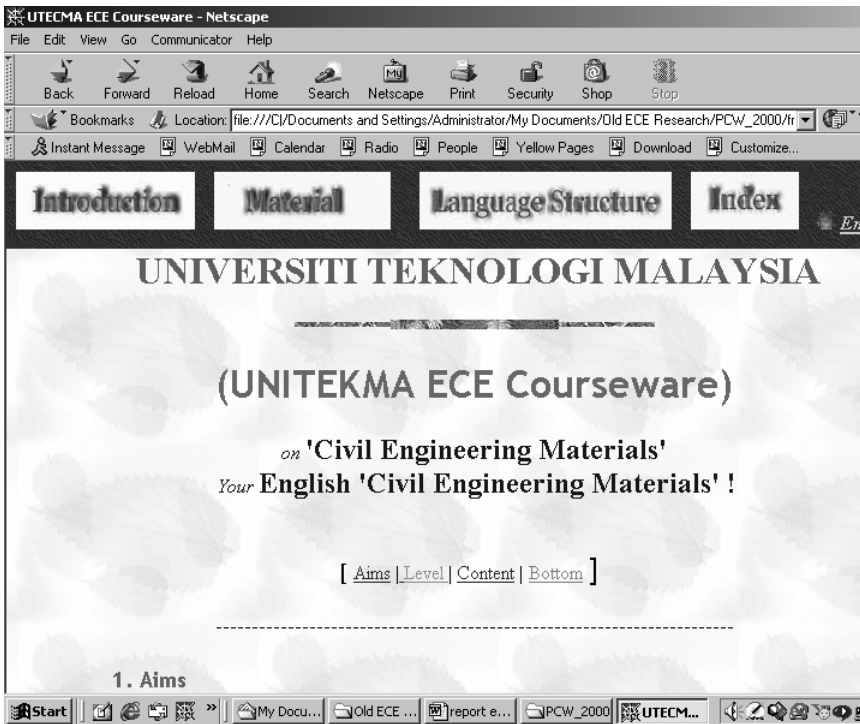 UTECMA ECE Courseware - Netscape
File Edit View Go Communicator Help
Back Forward Reload Home Search Netscape Print Security Shop Stop
Bookmarks Location: file:///C|/Documents and Settings/Administrator/My Documents/Old ECE Research/PCW_2000/fr
Instant Message WebMail Calendar Radio People Yellow Pages Download Customize...
Introduction Material Language Structure Index
En
UNIVERSITI TEKNOLOGI MALAYSIA
(UNITEKMA ECE Courseware)
on 'Civil Engineering Materials'
Your English 'Civil Engineering Materials' !
[ Aims | Level | Content | Bottom ]
1. Aims
Start » My Docu... Old ECE ... report e... PCW_2000 UTECM...